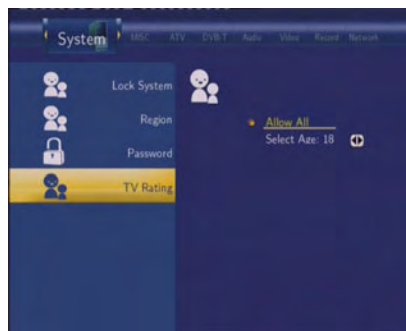 System MISC ATV DVB-T Audio Video Record Network
Lock System
Region
Password
TV Rating
Allow All
Select Age: 18